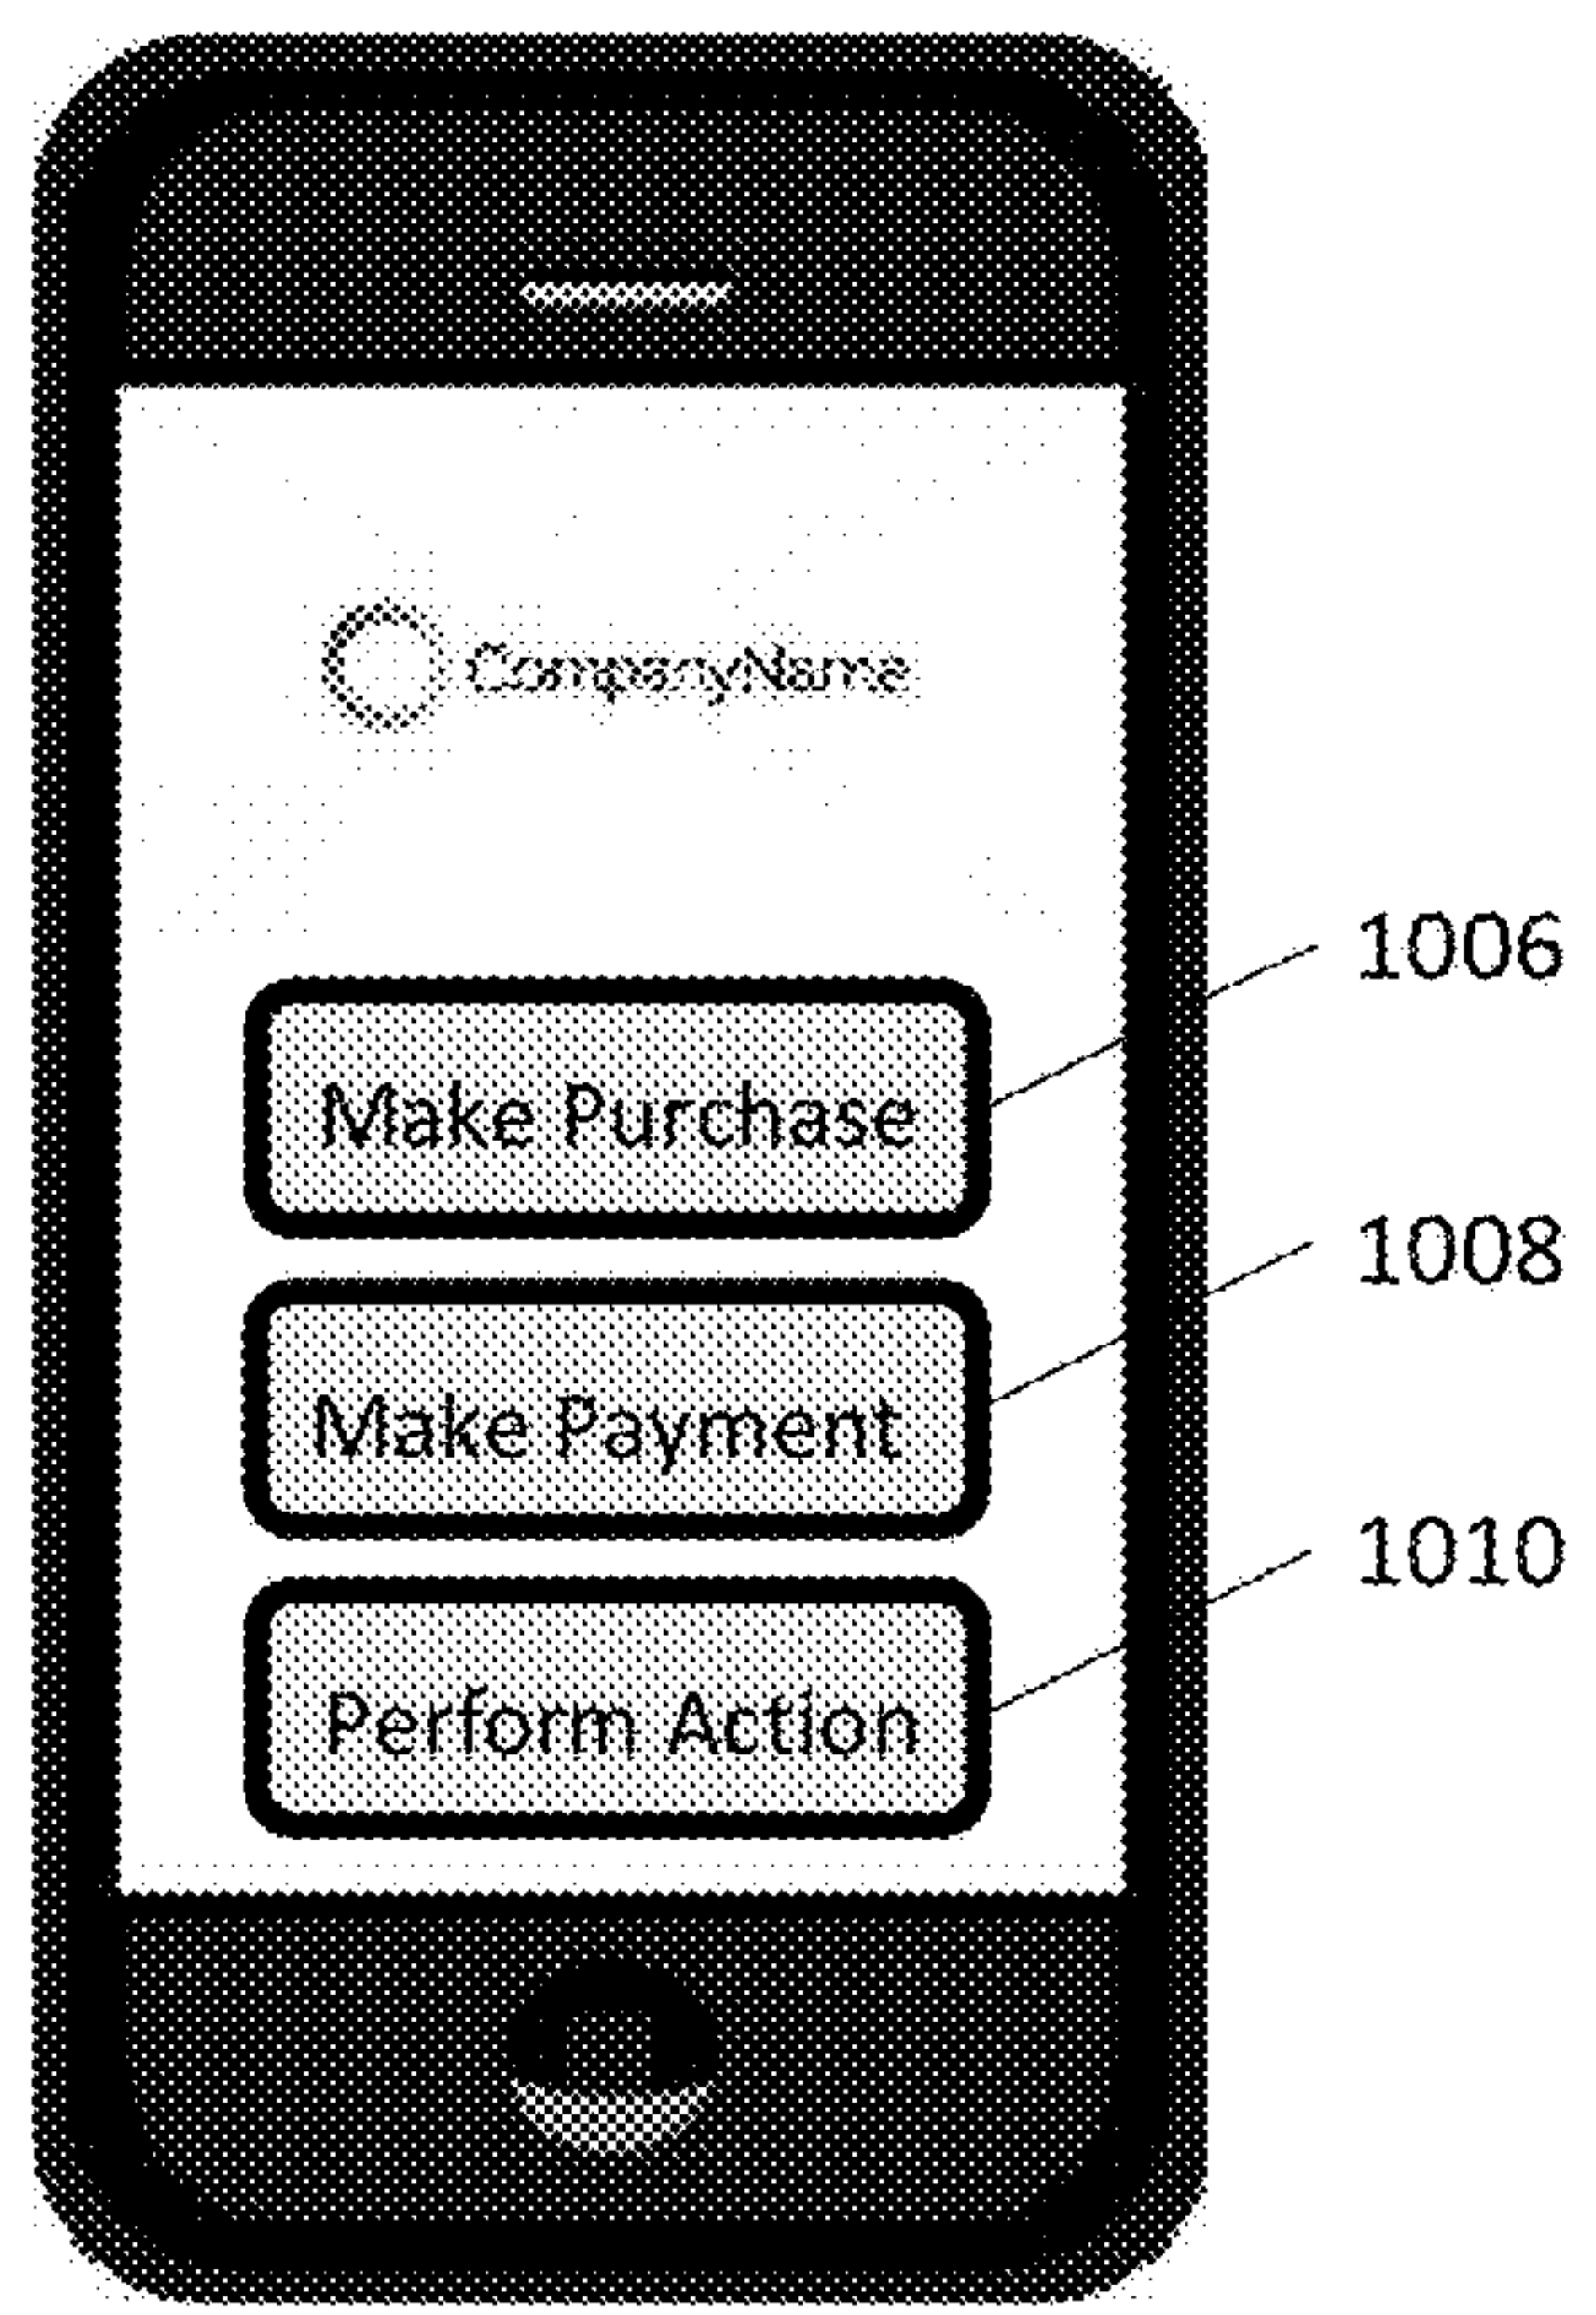 CompanyName
1006
Make Purchase
1008
Make Payment
1010
Perform Action